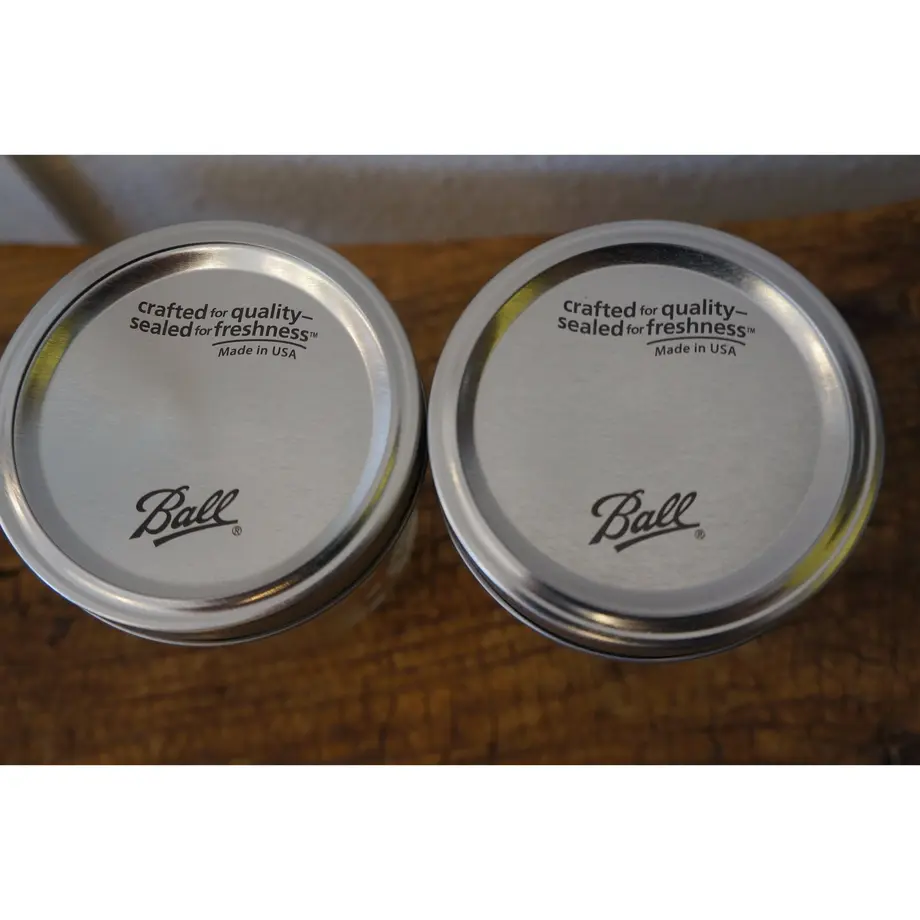 crafted for quality–
sealed for freshness™
Made in USA
Ball®
crafted for quality–
sealed for freshness™
Made in USA
Ball®